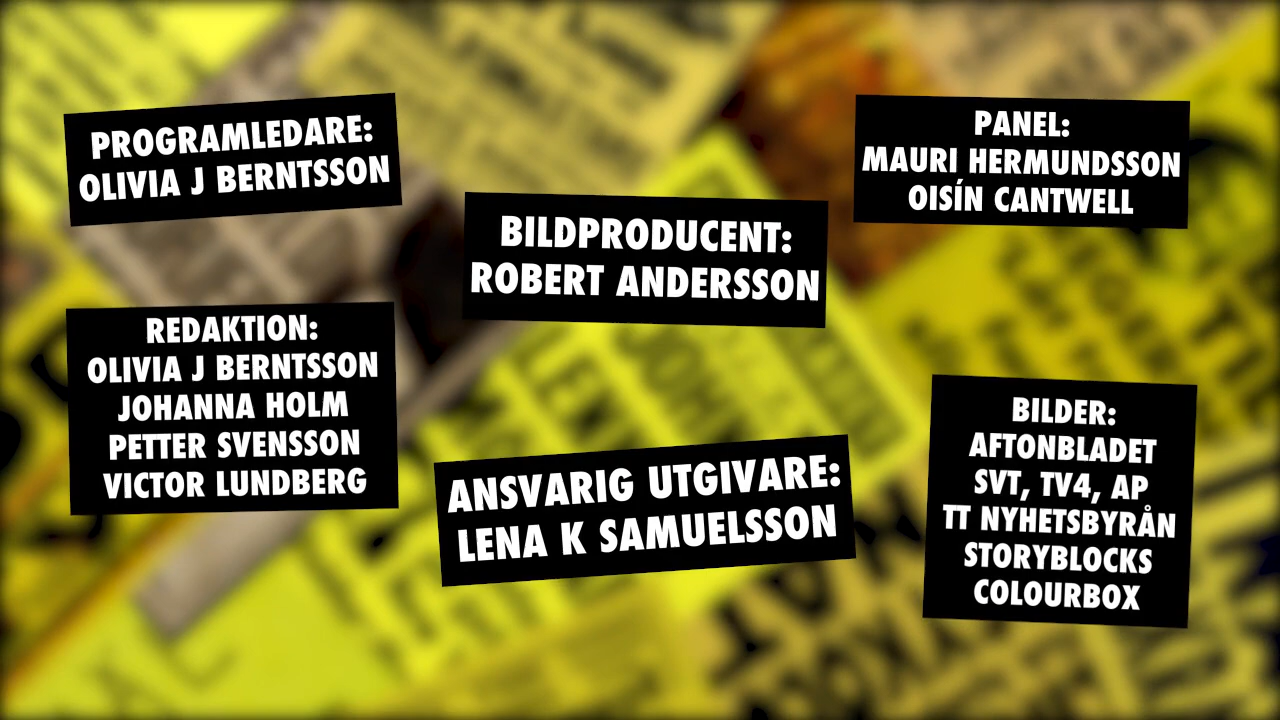 PROGRAMLEDARE:
OLIVIA J BERNTSSON
REDAKTION:
OLIVIA J BERNTSSON
JOHANNA HOLM
PETTER SVENSSON
VICTOR LUNDBERG
BILDPRODUCENT:
ROBERT ANDERSSON
ANSVARIG UTGIVARE:
LENA K SAMUELSSON
PANEL:
MAURI HERMUNDSSON
OISÍN CANTWELL
BILDER:
AFTONBLADET
SVT, TV4, AP
TT NYHETSBYRÅN
STORYBLOCKS
COLOURBOX